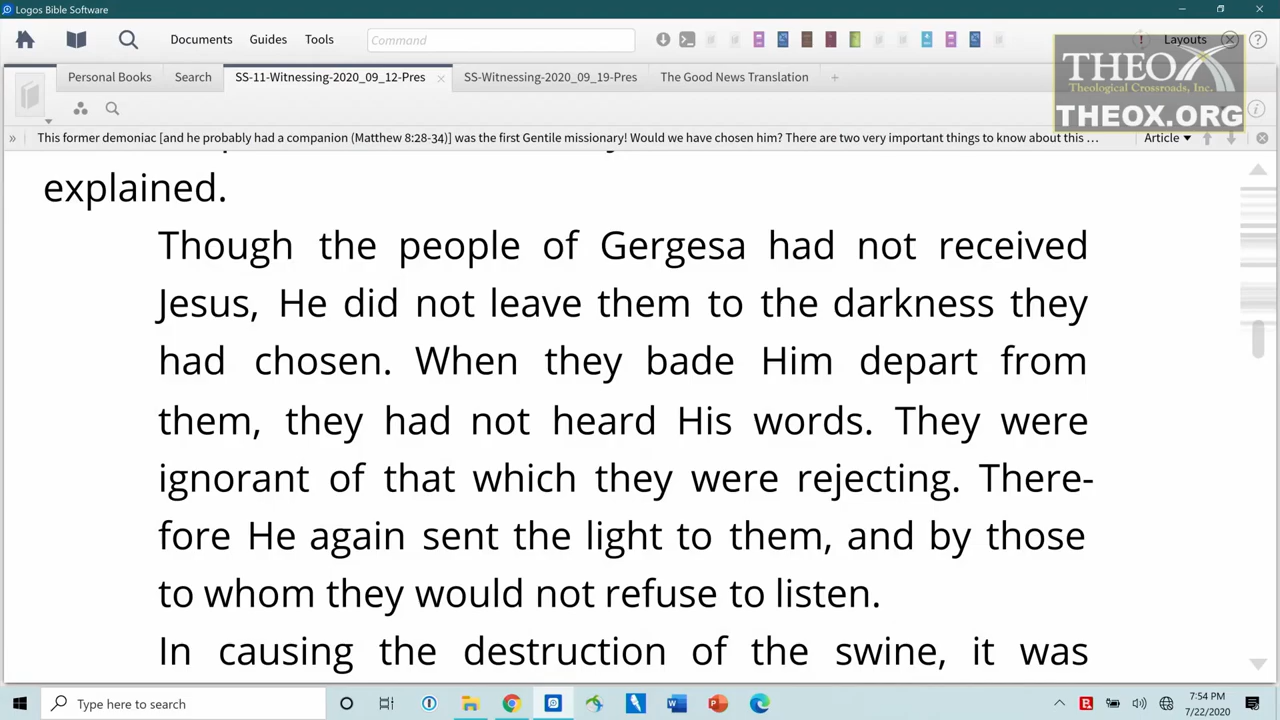 Logos Bible Software
Documents Guides Tools Command Layouts
THEOX
Theological Crossroads, Inc.
THEOX.ORG
Personal Books Search SS-11-Witnessing-2020_09_12-Pres SS-Witnessing-2020_09_19-Pres The Good News Translation
» This former demoniac [and he probably had a companion (Matthew 8:28-34)] was the first Gentile missionary! Would we have chosen him? There are two very important things to know about this … Article
explained.
Though the people of Gergesa had not received
Jesus, He did not leave them to the darkness they
had chosen. When they bade Him depart from
them, they had not heard His words. They were
ignorant of that which they were rejecting. There-
fore He again sent the light to them, and by those
to whom they would not refuse to listen.
In causing the destruction of the swine, it was
Type here to search
7:54 PM
7/22/2020